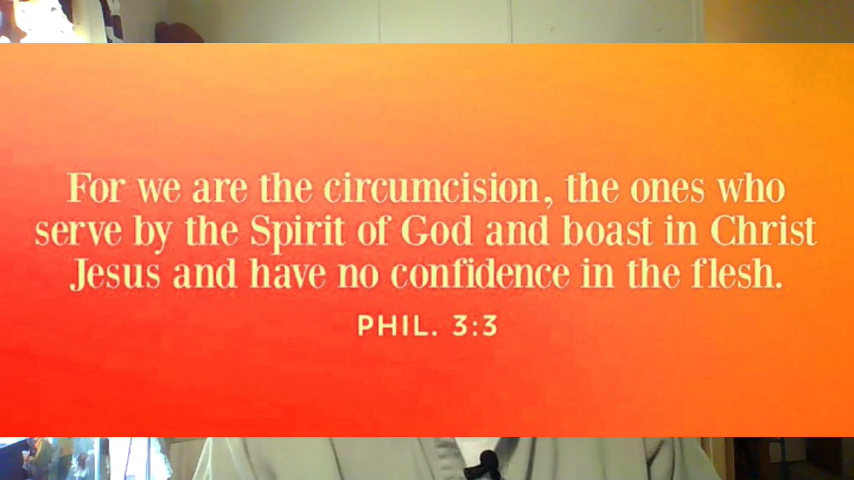 For we are the circumcision, the ones who
serve by the Spirit of God and boast in Christ
Jesus and have no confidence in the flesh.
PHIL. 3:3